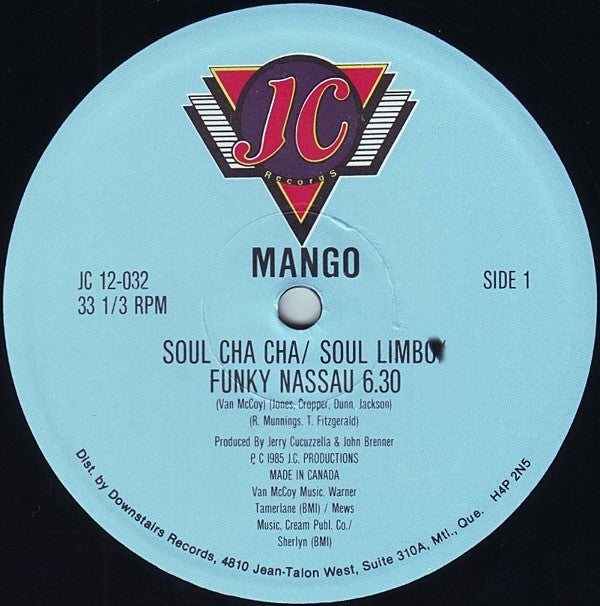 JC
Records
MANGO
JC 12-032
33 1/3 RPM
SIDE 1
SOUL CHA CHA/ SOUL LIMBO
FUNKY NASSAU 6.30
(Van McCoy) (Jones, Cropper, Dunn, Jackson)
(R. Munnings, T. Fitzgerald)
Produced By Jerry Cucuzzella & John Brenner
P, C 1985 J.C. PRODUCTIONS
MADE IN CANADA
Van McCoy Music, Warner
Tamerlane (BMI) / Mews
Music, Cream Publ. Co./
Sherlyn (BMI)
Dist. by Downstairs Records, 4810 Jean-Talon West, Suite 310A, Mtl., Que. H4P 2N5